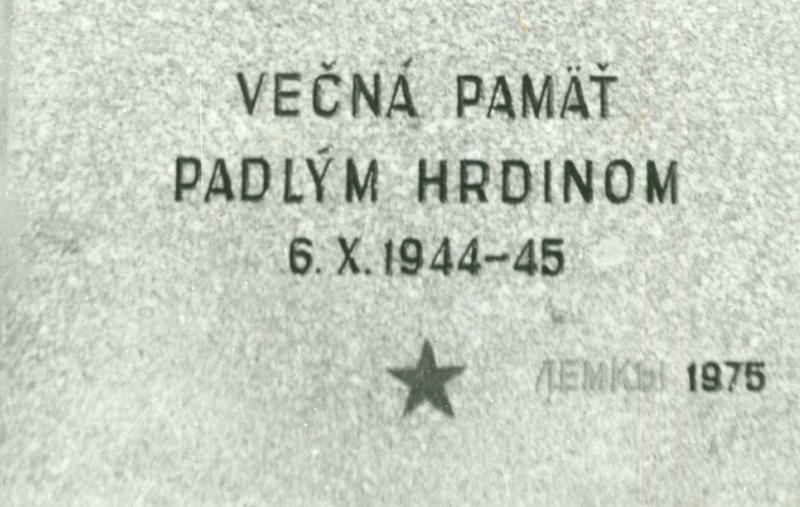 VEČNÁ PAMÄŤ
PADLÝM HRDINOM
6. X. 1944-45
ЛЕМКЫ 1975